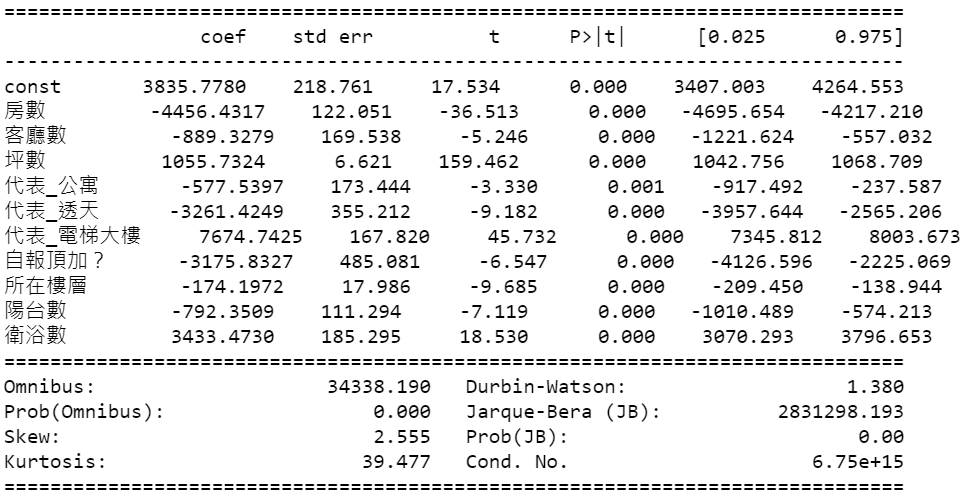 ==============================================================================
coef std err t P>|t| [0.025 0.975]
------------------------------------------------------------------------------
const 3835.7780 218.761 17.534 0.000 3407.003 4264.553
房數 -4456.4317 122.051 -36.513 0.000 -4695.654 -4217.210
客廳數 -889.3279 169.538 -5.246 0.000 -1221.624 -557.032
坪數 1055.7324 6.621 159.462 0.000 1042.756 1068.709
代表_公寓 -577.5397 173.444 -3.330 0.001 -917.492 -237.587
代表_透天 -3261.4249 355.212 -9.182 0.000 -3957.644 -2565.206
代表_電梯大樓 7674.7425 167.820 45.732 0.000 7345.812 8003.673
自報頂加？ -3175.8327 485.081 -6.547 0.000 -4126.596 -2225.069
所在樓層 -174.1972 17.986 -9.685 0.000 -209.450 -138.944
陽台數 -792.3509 111.294 -7.119 0.000 -1010.489 -574.213
衛浴數 3433.4730 185.295 18.530 0.000 3070.293 3796.653
==============================================================================
Omnibus: 34338.190 Durbin-Watson: 1.380
Prob(Omnibus): 0.000 Jarque-Bera (JB): 2831298.193
Skew: 2.555 Prob(JB): 0.00
Kurtosis: 39.477 Cond. No. 6.75e+15
==============================================================================